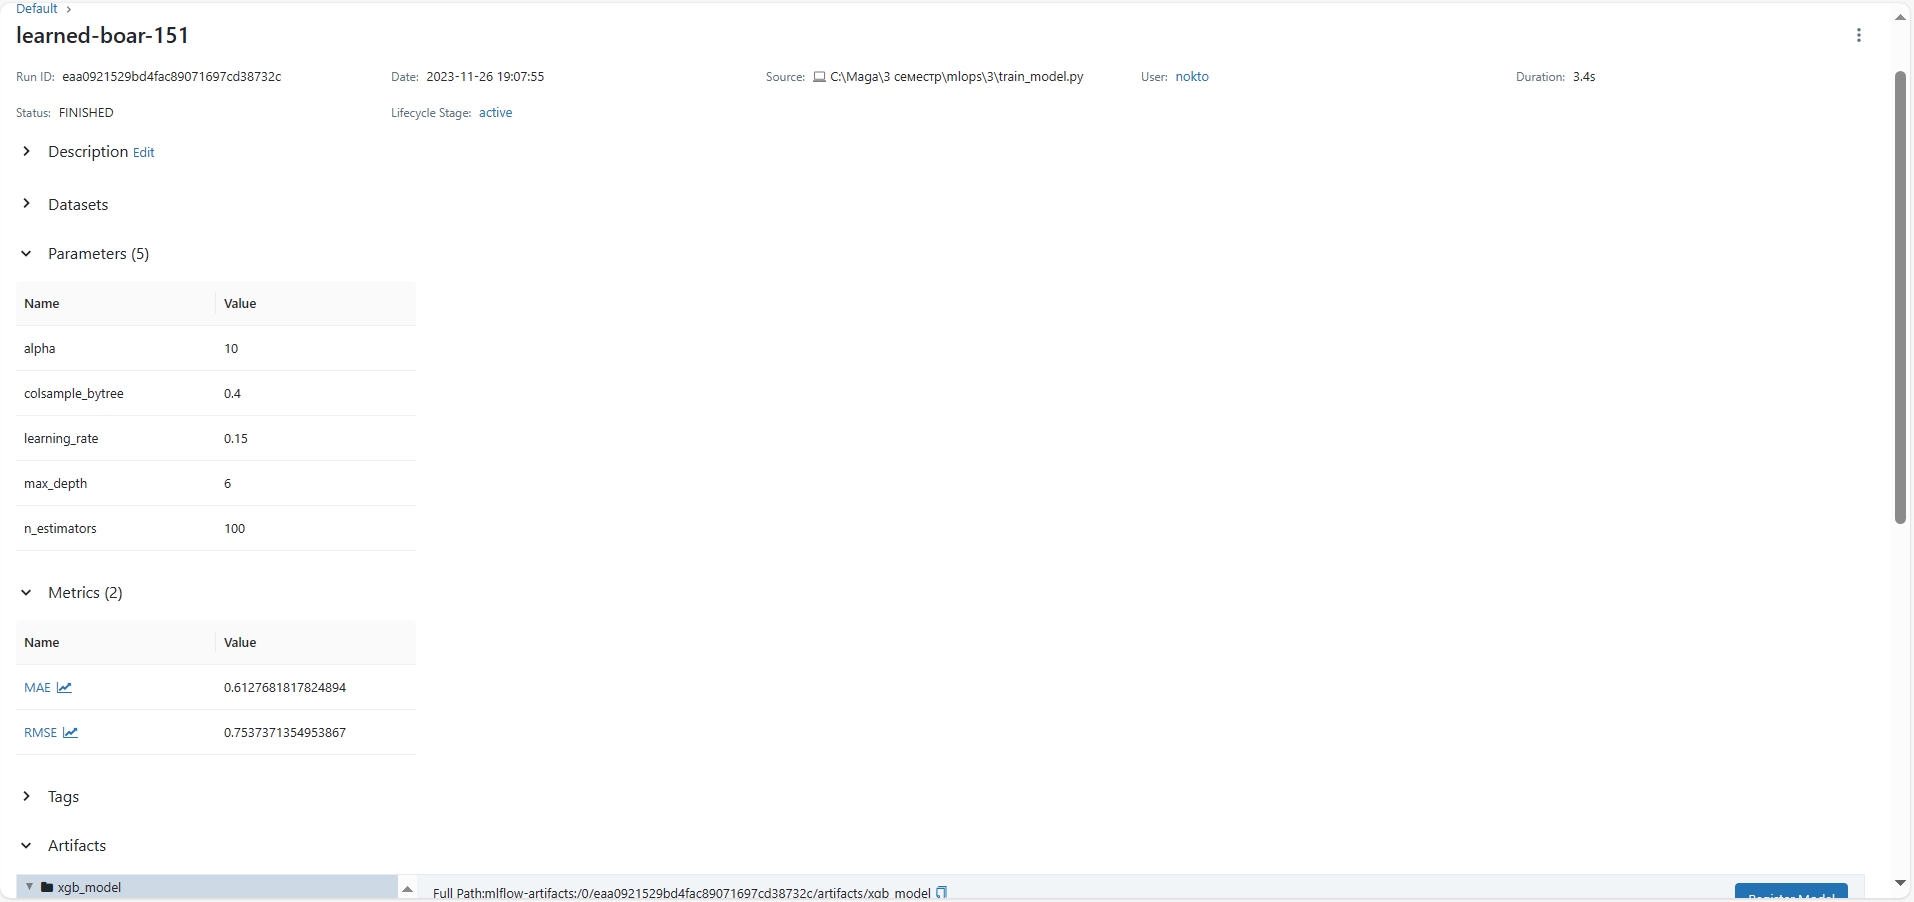 Default
learned-boar-151
Run ID: eaa0921529bd4fac89071697cd38732c Date: 2023-11-26 19:07:55 Source: C:\Maga\3 семестр\mlops\3\train_model.py User: nokto Duration: 3.4s
Status: FINISHED Lifecycle Stage: active
Description Edit
Datasets
Parameters (5)
Name Value
alpha 10
colsample_bytree 0.4
learning_rate 0.15
max_depth 6
n_estimators 100
Metrics (2)
Name Value
MAE 0.6127681817824894
RMSE 0.7537371354953867
Tags
Artifacts
xgb_model Full Path:mlflow-artifacts:/0/eaa0921529bd4fac89071697cd38732c/artifacts/xgb_model Register Model